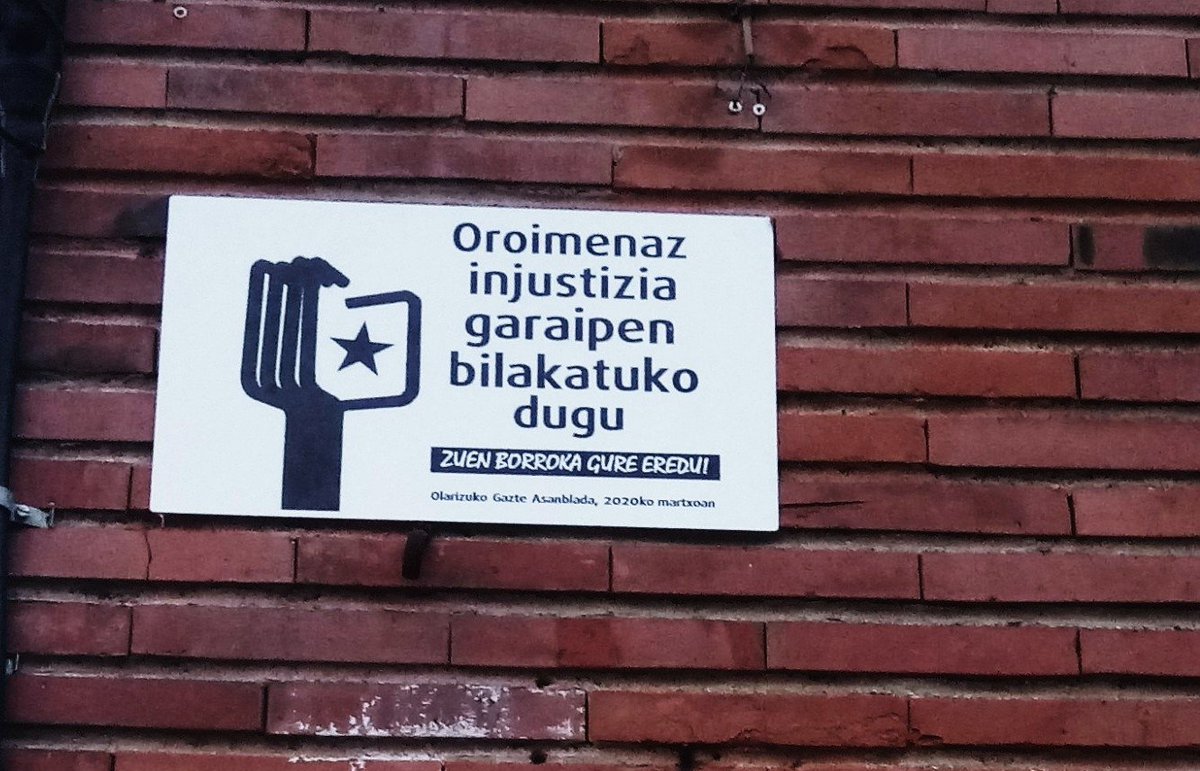 Oroimenaz
injustizia
garaipen
bilakatuko
dugu
ZUEN BORROKA GURE EREDU!
Olarizuko Gazte Asanblada, 2020ko martxoan